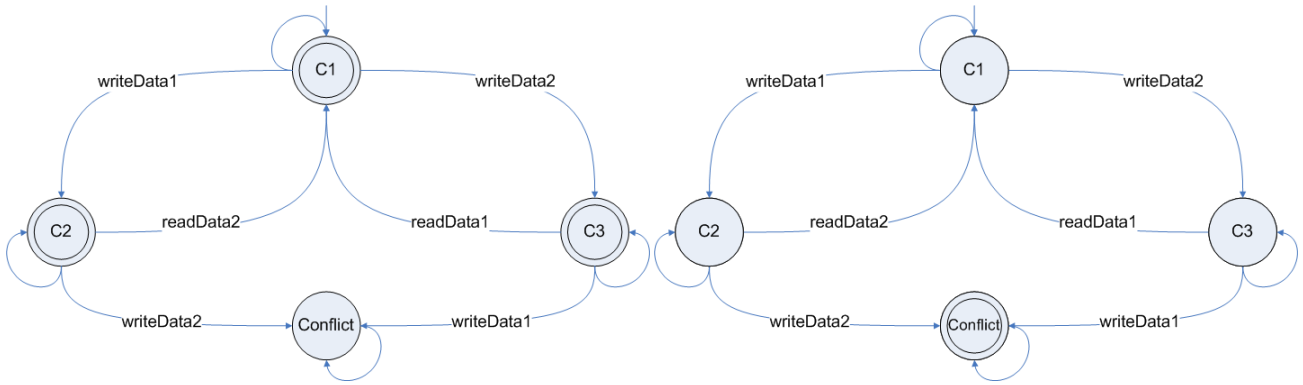 C1
writeData1
writeData2
readData2
readData1
C2
C3
writeData2
Conflict
writeData1
C1
writeData1
writeData2
readData2
readData1
C2
C3
writeData2
Conflict
writeData1